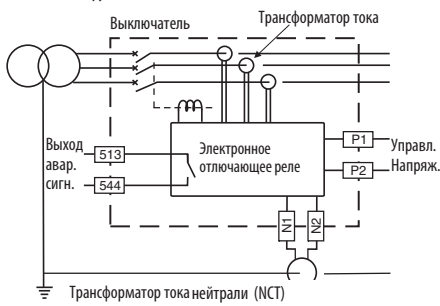 Выключатель
Трансформатор тока
Выход
авар.
сигн.
513
544
Электронное
отключающее реле
P1
P2
Управл.
Напряж.
N1
N2
Трансформатор тока нейтрали (NCT)